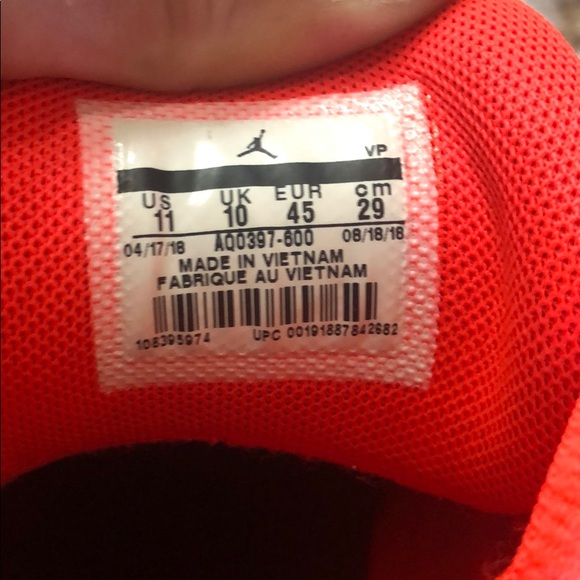 VP
US UK EUR cm
11 10 45 29
04/17/18 AQ0397-600 08/18/18
MADE IN VIETNAM
FABRIQUE AU VIETNAM
108395974 UPC 00191887842682